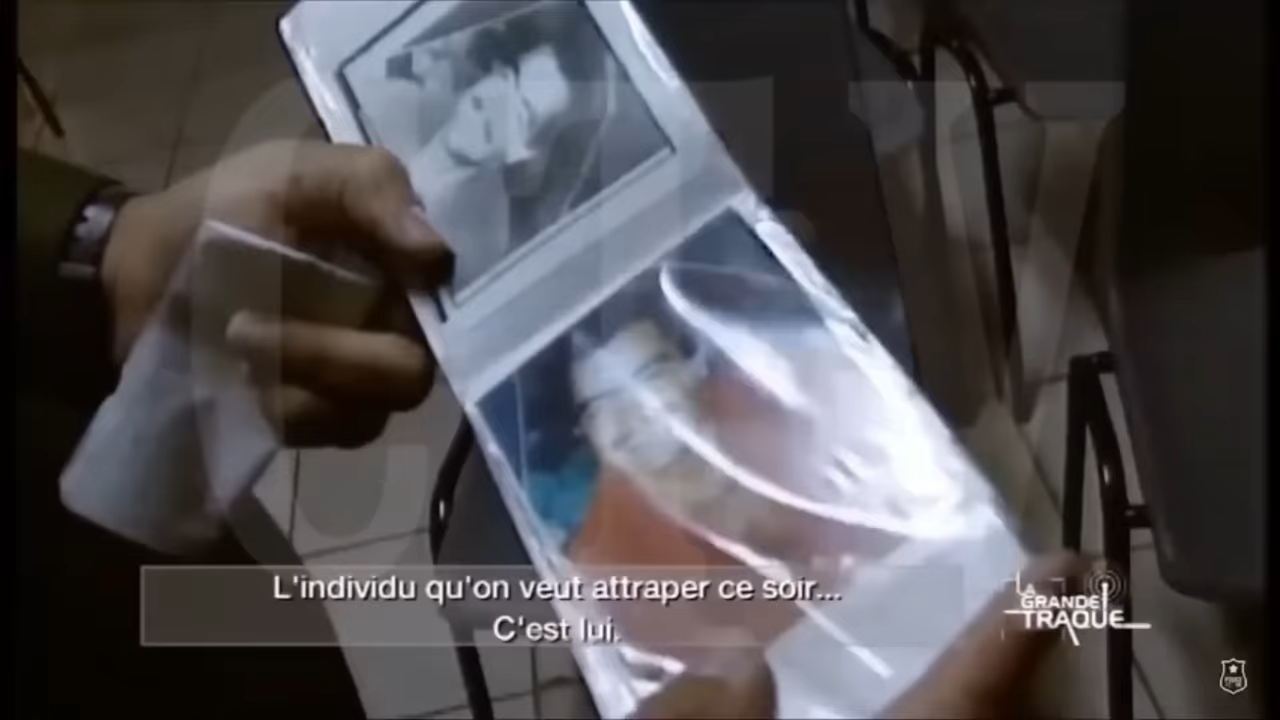 L'individu qu'on veut attraper ce soir...
C'est lui.
LA
GRANDE
TRAQUE